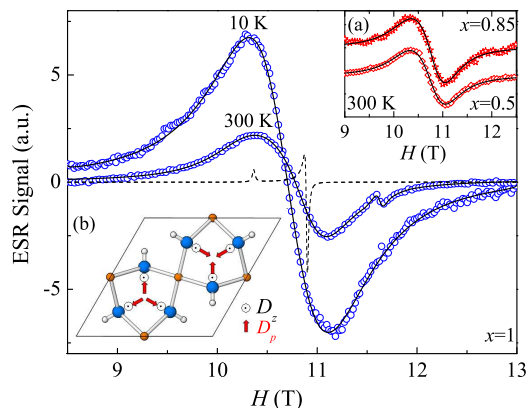 ESR Signal (a.u.)
5
0
-5
10 K
300 K
(a)
x=0.85
x=0.5
300 K
9 10 11 12
H (T)
(b)
D_z
D_p
x=1
9 10 11 12 13
H (T)